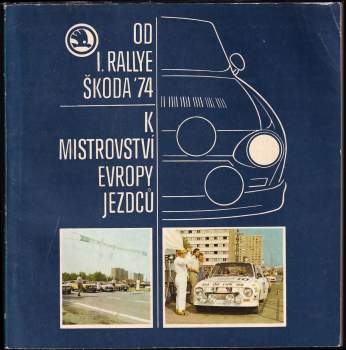 OD
I. RALLYE
ŠKODA '74
K
MISTROVSTVÍ
EVROPY
JEZDCŮ